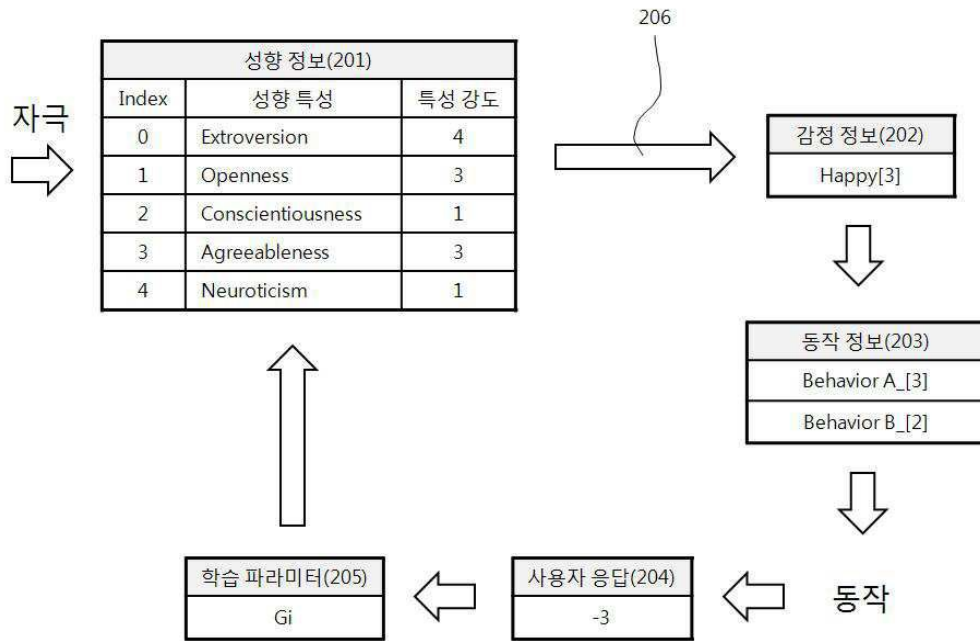 206
성향 정보(201)
Index 성향 특성 특성 강도
0 Extroversion 4
1 Openness 3
2 Conscientiousness 1
3 Agreeableness 3
4 Neuroticism 1
자극
감정 정보(202)
Happy[3]
동작 정보(203)
Behavior A_[3]
Behavior B_[2]
동작
사용자 응답(204)
-3
학습 파라미터(205)
Gi